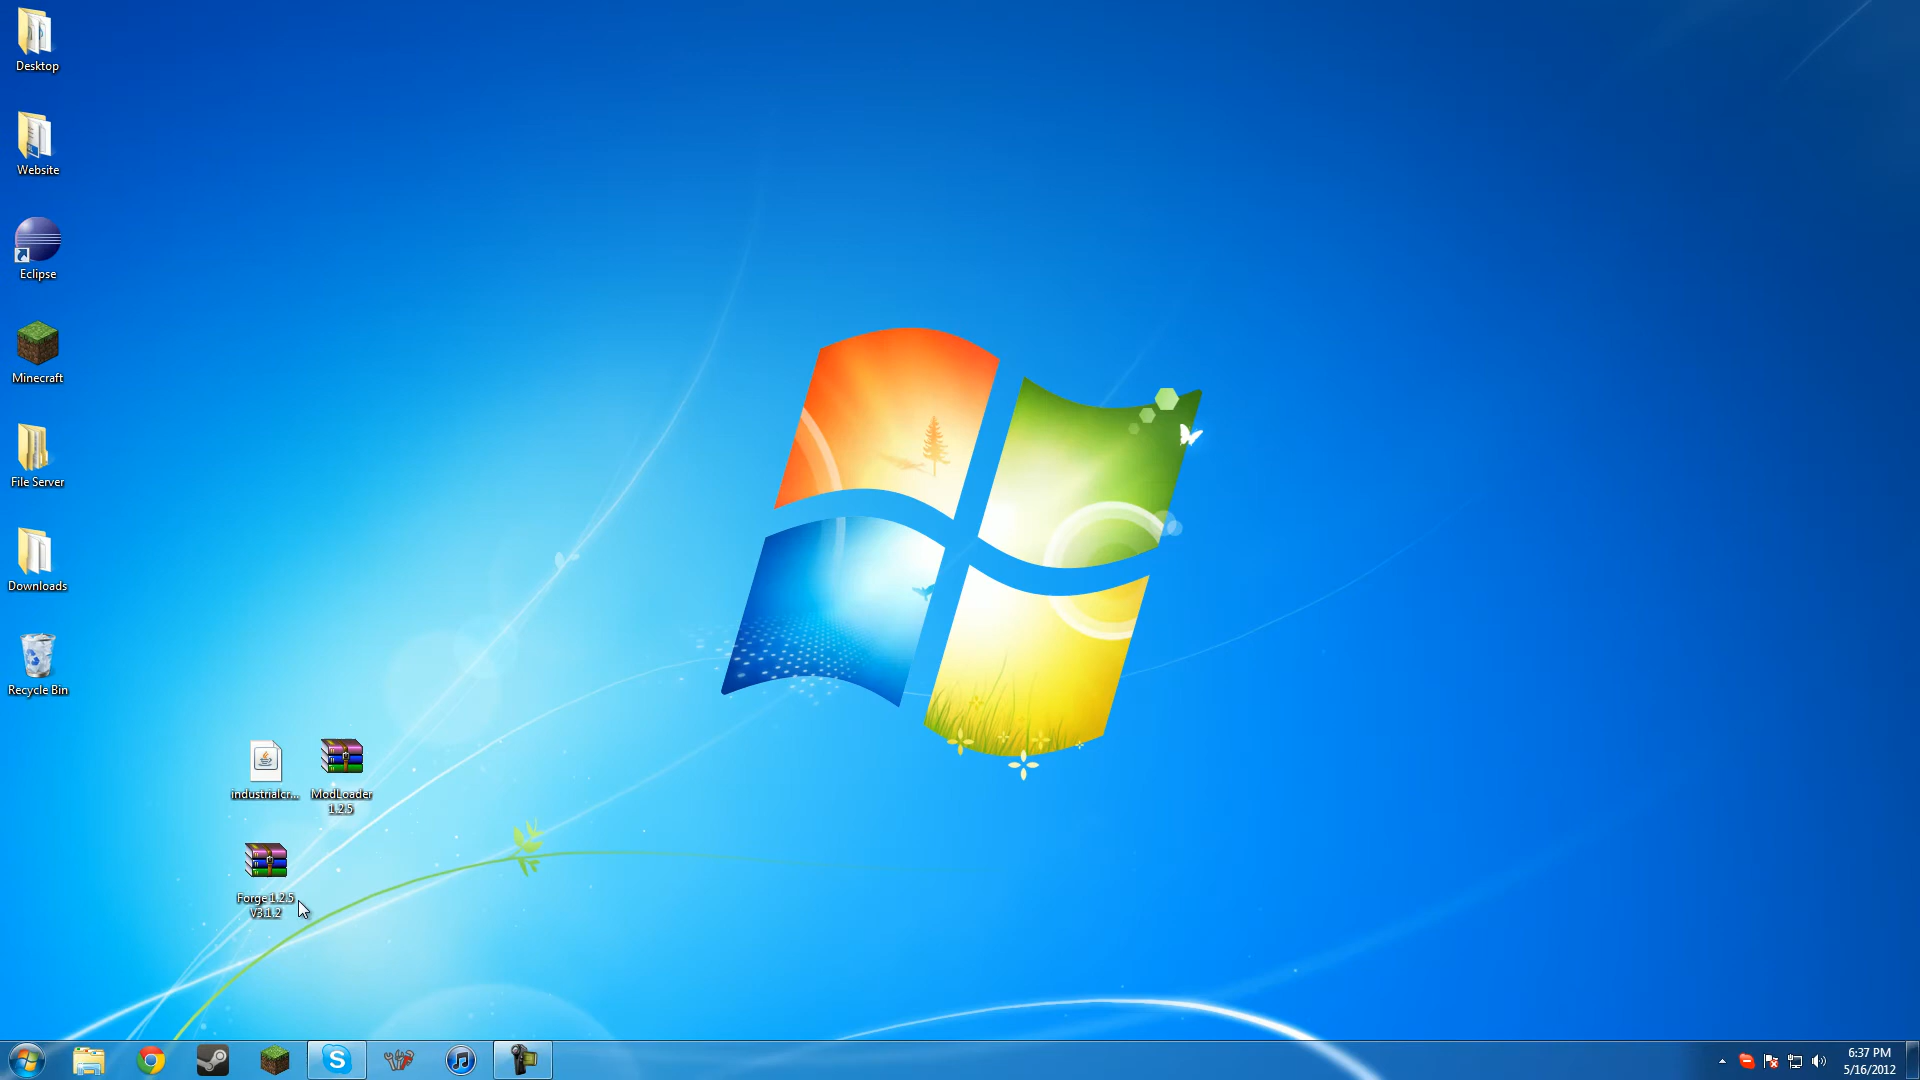 Desktop
Website
Eclipse
Minecraft
File Server
Downloads
Recycle Bin
industrialcr...
ModLoader
1.2.5
Forge 1.2.5
V3.1.2
6:37 PM
5/16/2012